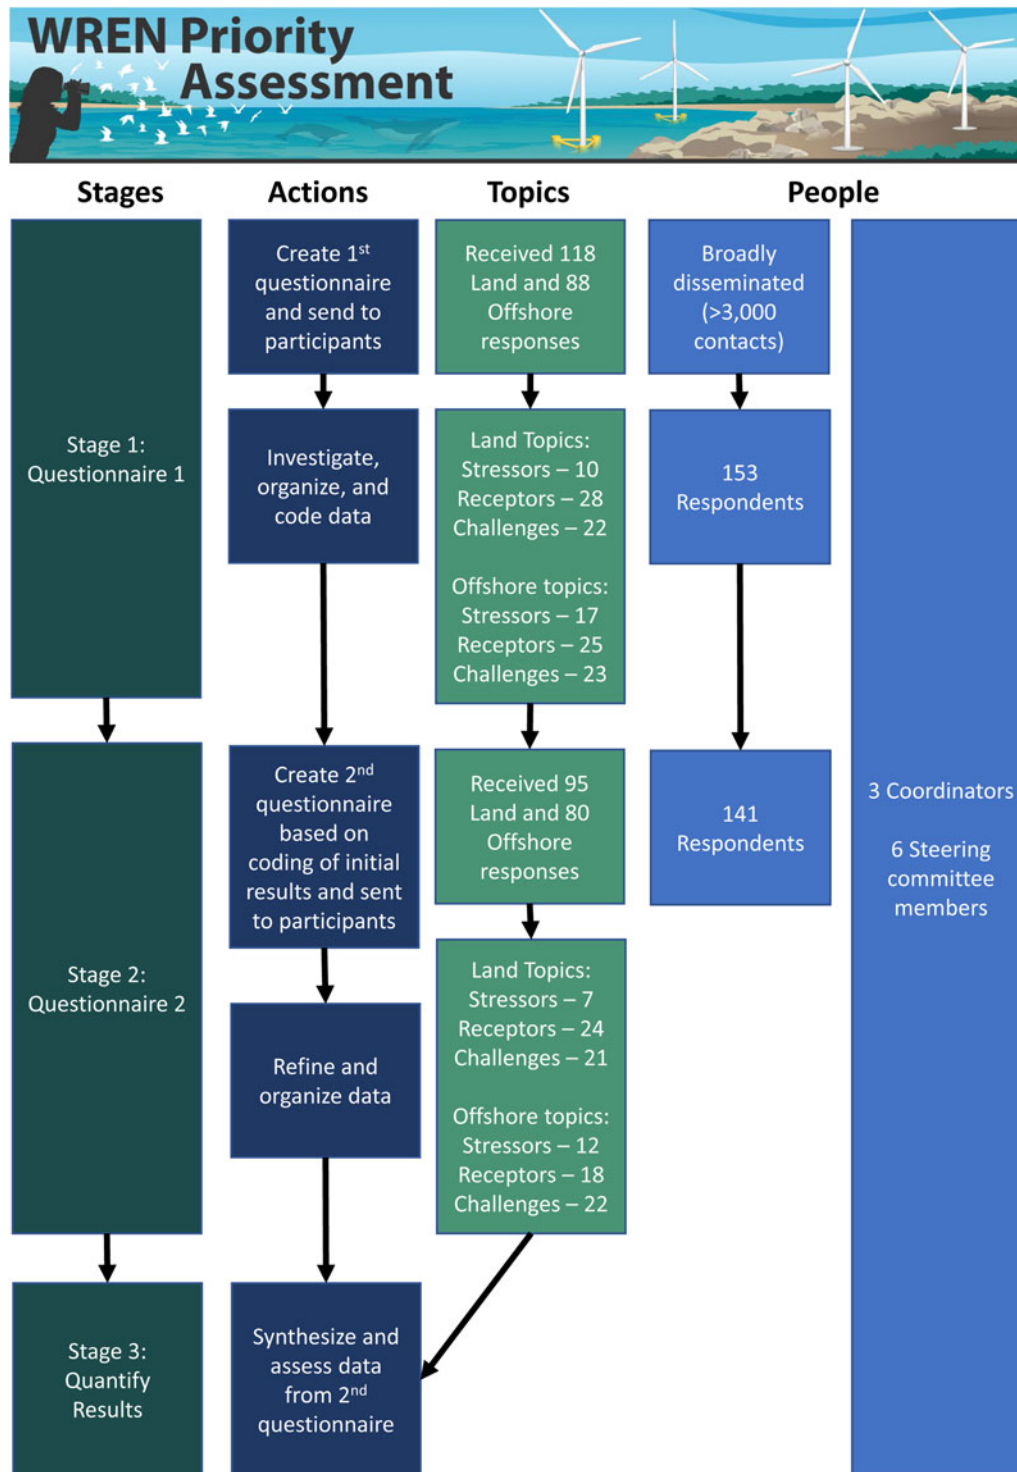 WREN Priority
Assessment
Stages
Actions
Topics
People
Stage 1:
Questionnaire 1
Create 1st
questionnaire
and send to
participants
Received 118
Land and 88
Offshore
responses
Broadly
disseminated
(>3,000
contacts)
Investigate,
organize, and
code data
Land Topics:
Stressors – 10
Receptors – 28
Challenges – 22
Offshore topics:
Stressors – 17
Receptors – 25
Challenges – 23
153
Respondents
Stage 2:
Questionnaire 2
Create 2nd
questionnaire
based on
coding of initial
results and sent
to participants
Received 95
Land and 80
Offshore
responses
141
Respondents
3 Coordinators
6 Steering
committee
members
Refine and
organize data
Land Topics:
Stressors – 7
Receptors – 24
Challenges – 21
Offshore topics:
Stressors – 12
Receptors – 18
Challenges – 22
Stage 3:
Quantify
Results
Synthesize and
assess data
from 2nd
questionnaire